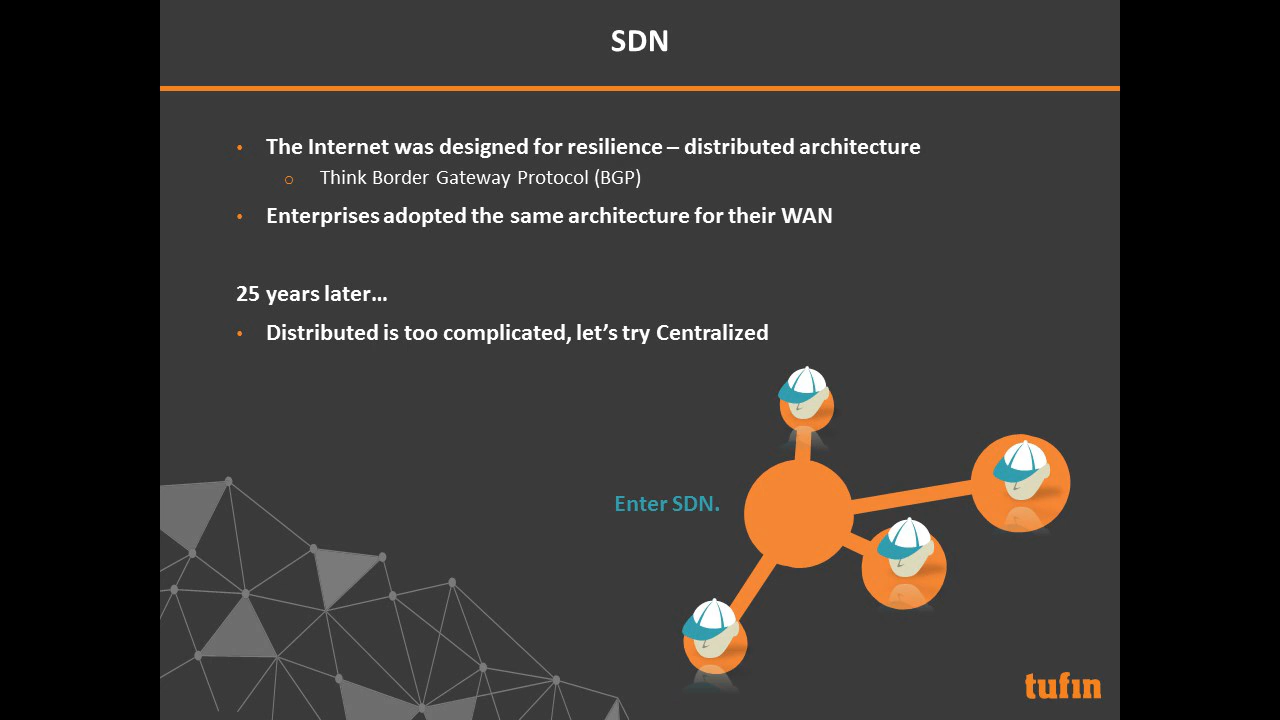 SDN
• The Internet was designed for resilience – distributed architecture
o Think Border Gateway Protocol (BGP)
• Enterprises adopted the same architecture for their WAN
25 years later…
• Distributed is too complicated, let’s try Centralized
Enter SDN.
tufin